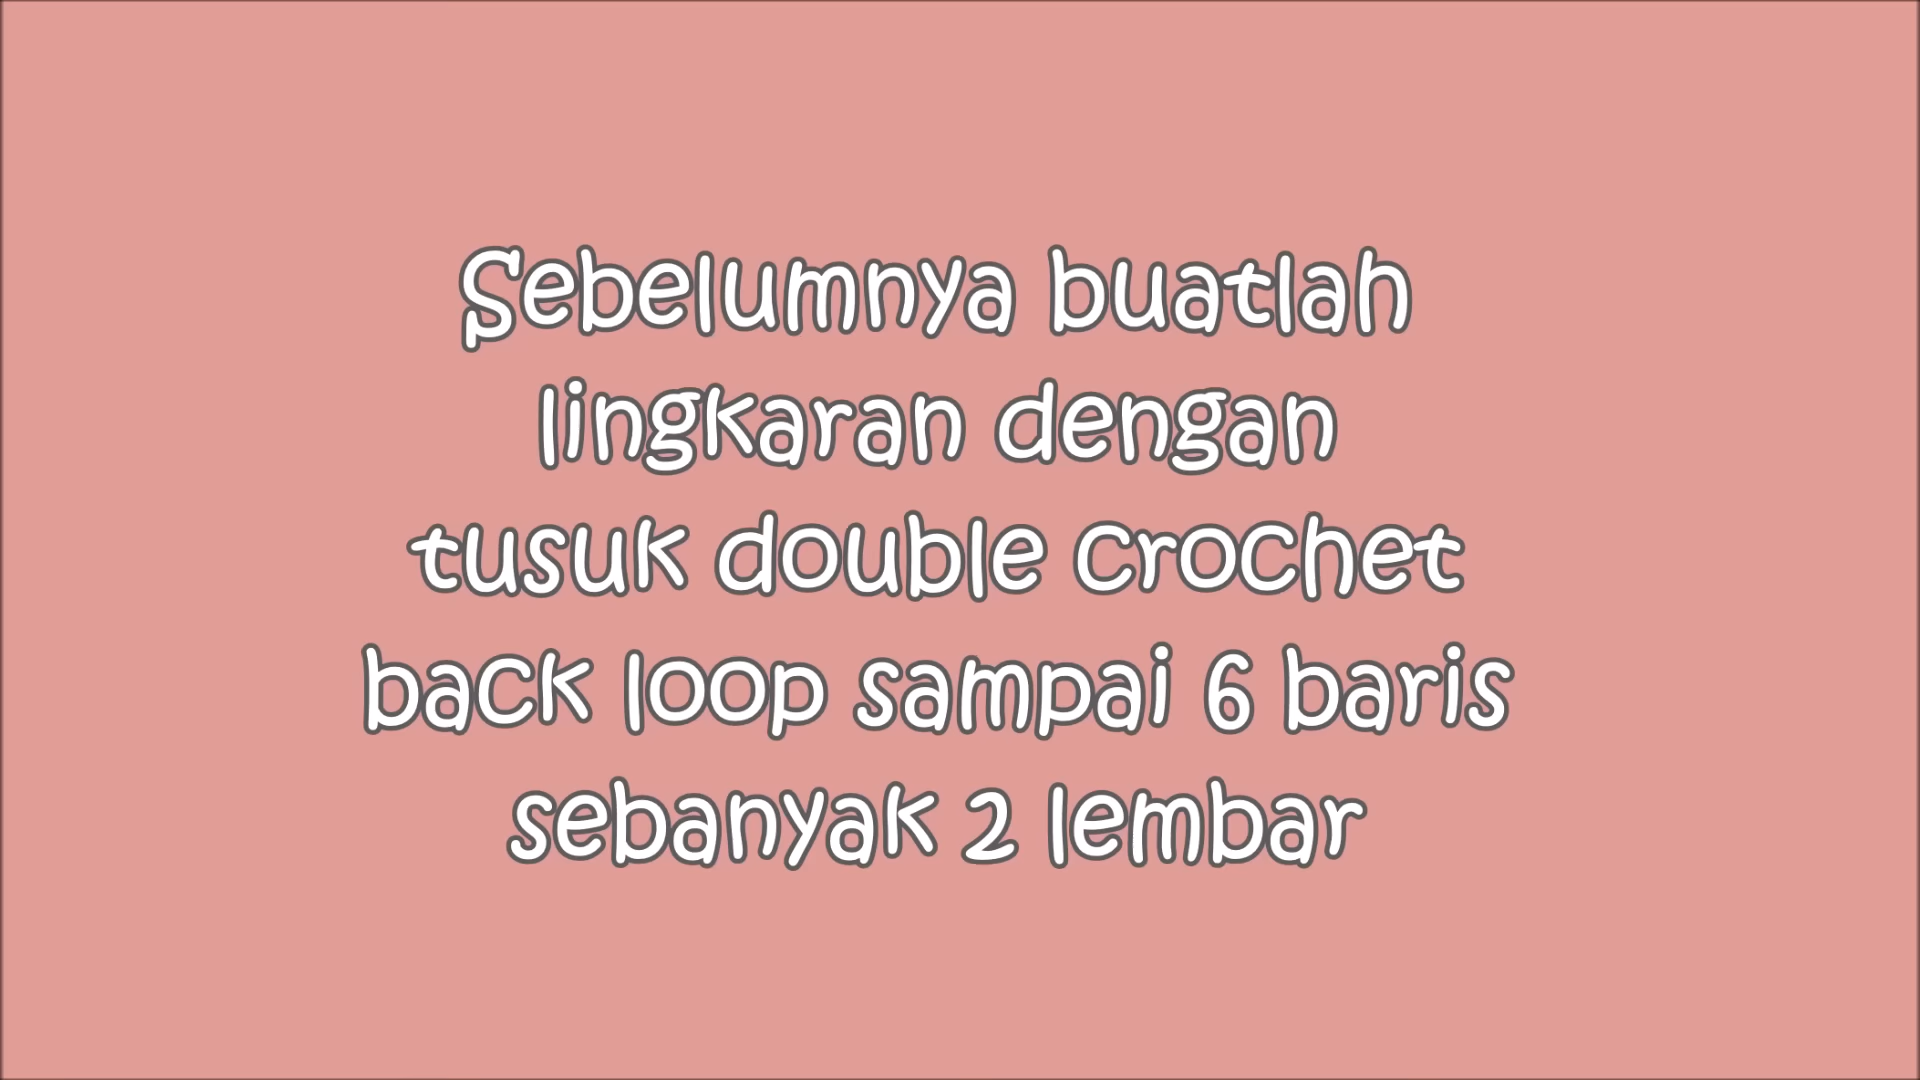 Sebelumnya buatlah
lingkaran dengan
tusuk double crochet
back loop sampai 6 baris
sebanyak 2 lembar